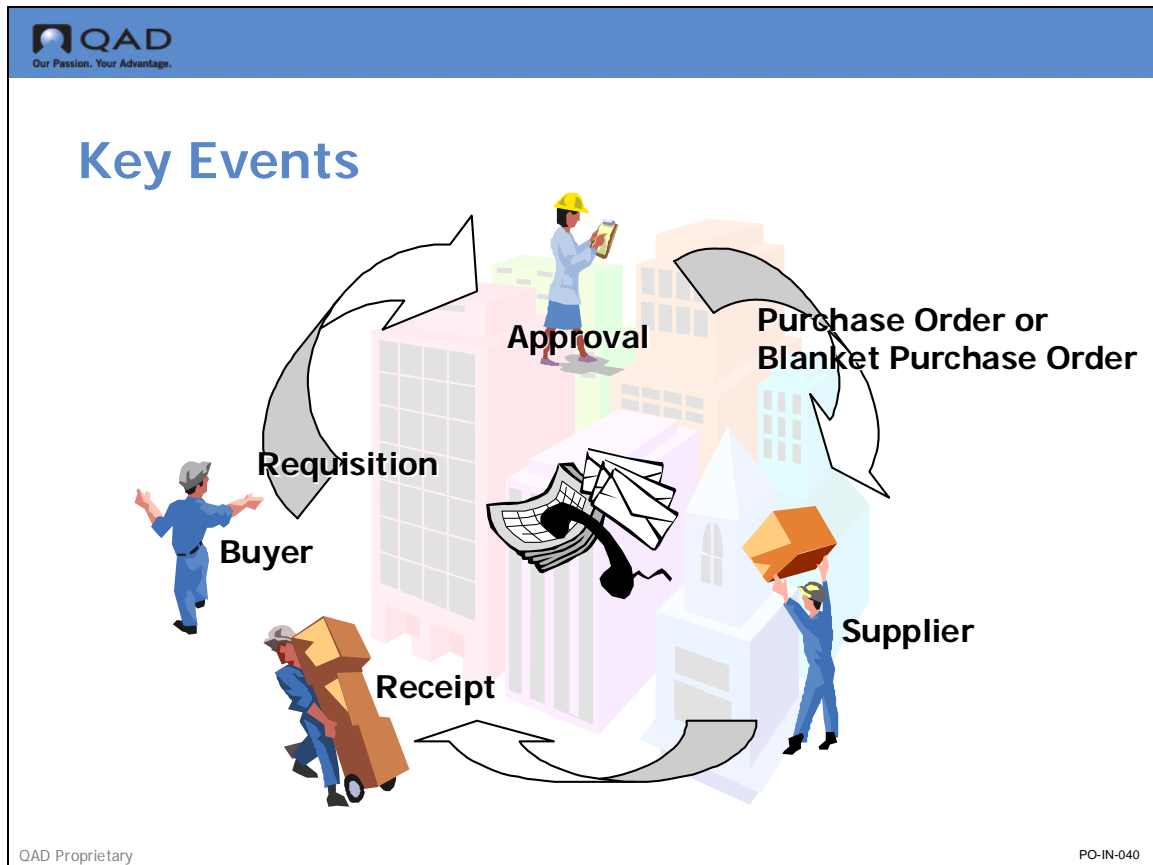 QAD
Our Passion. Your Advantage.
Key Events
Approval
Purchase Order or
Blanket Purchase Order
Requisition
Buyer
Supplier
Receipt
QAD Proprietary
PO-IN-040